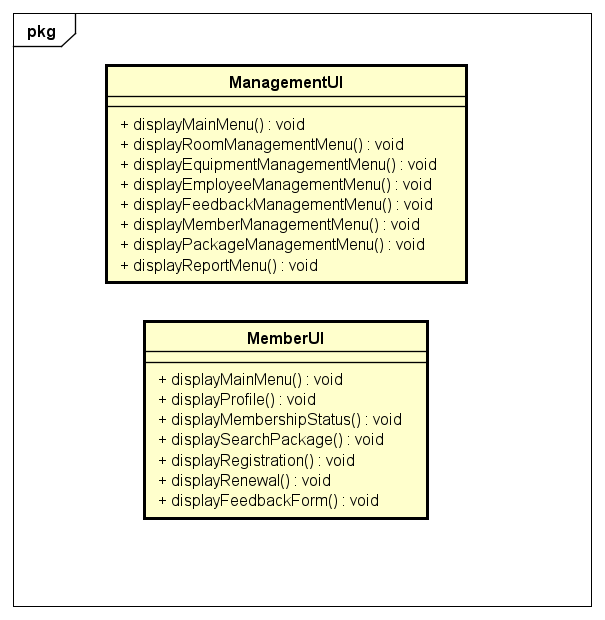 pkg
ManagementUI
+ displayMainMenu() : void
+ displayRoomManagementMenu() : void
+ displayEquipmentManagementMenu() : void
+ displayEmployeeManagementMenu() : void
+ displayFeedbackManagementMenu() : void
+ displayMemberManagementMenu() : void
+ displayPackageManagementMenu() : void
+ displayReportMenu() : void
MemberUI
+ displayMainMenu() : void
+ displayProfile() : void
+ displayMembershipStatus() : void
+ displaySearchPackage() : void
+ displayRegistration() : void
+ displayRenewal() : void
+ displayFeedbackForm() : void